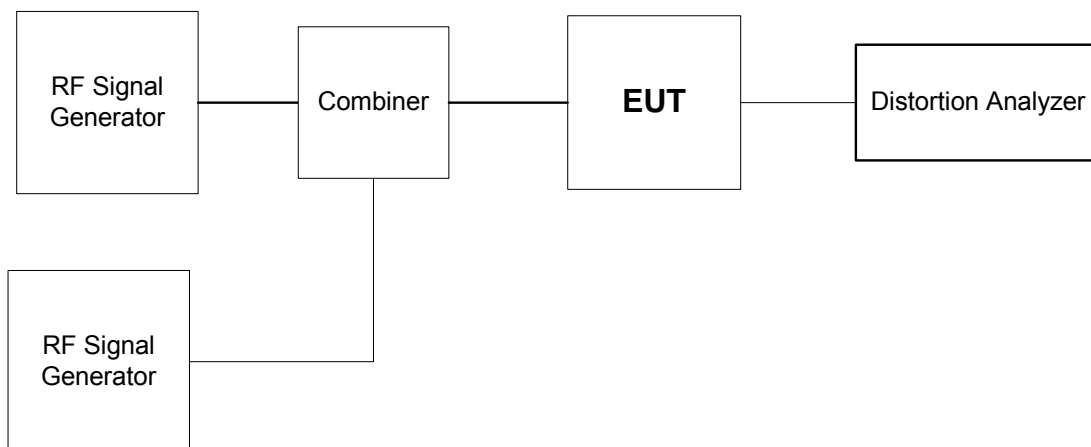 RF Signal
Generator
Combiner
EUT
Distortion Analyzer
RF Signal
Generator